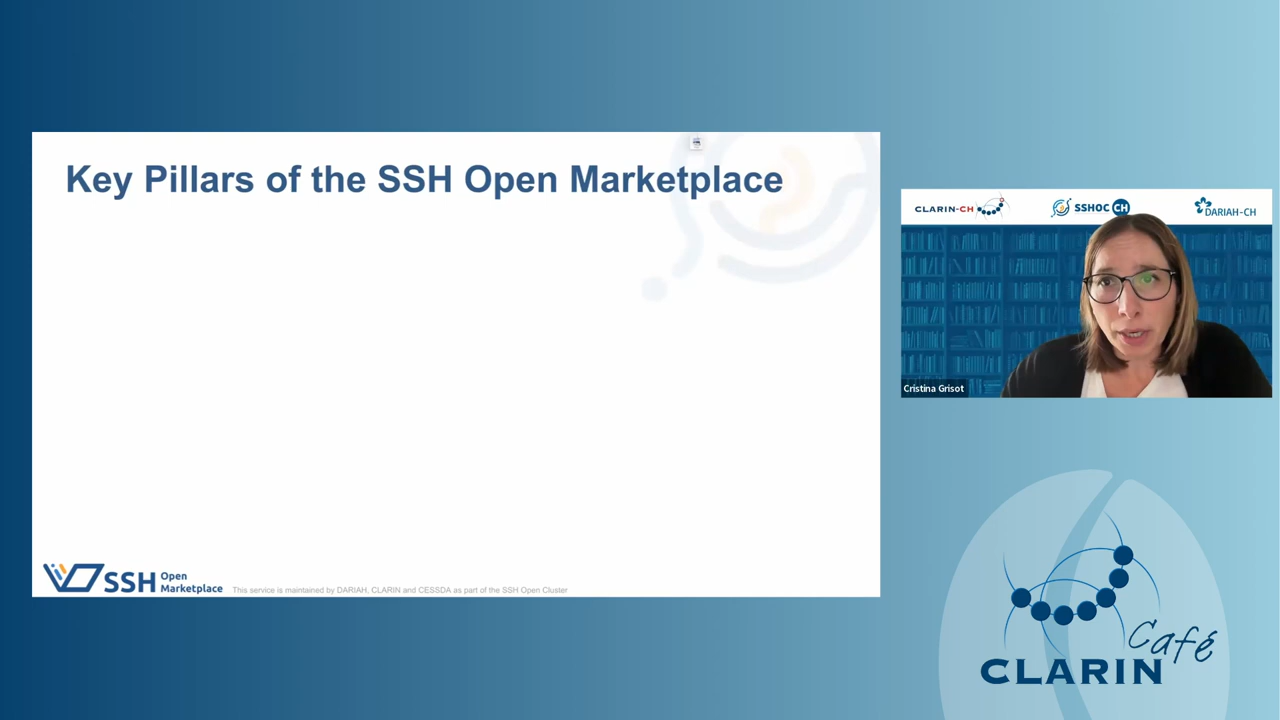 Key Pillars of the SSH Open Marketplace
SSH Open
Marketplace
This service is maintained by DARIAH, CLARIN and CESSDA as part of the SSH Open Cluster
CLARIN-CH
SSHOC CH
DARIAH-CH
Cristina Grisot
Café
CLARIN